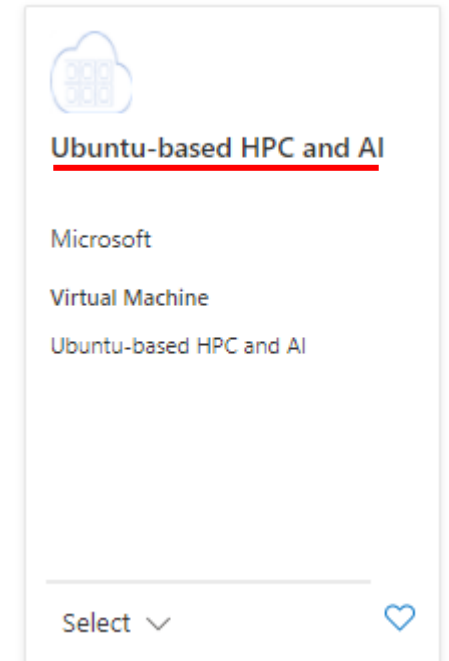 Ubuntu-based HPC and AI
Microsoft
Virtual Machine
Ubuntu-based HPC and AI
Select